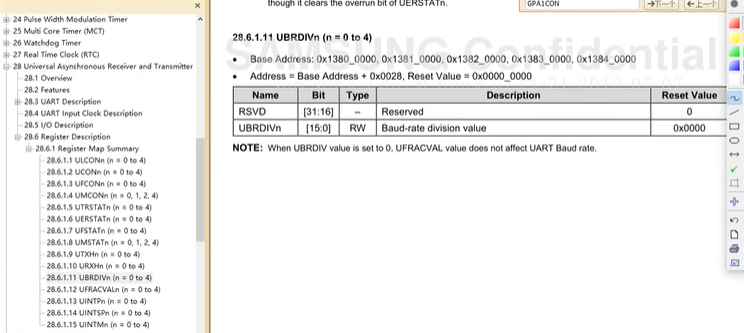 24 Pulse Width Modulation Timer
25 Multi Core Timer (MCT)
26 Watchdog Timer
27 Real Time Clock (RTC)
28 Universal Asynchronous Receiver and Transmitter
28.1 Overview
28.2 Features
28.3 UART Description
28.4 UART Input Clock Description
28.5 I/O Description
28.6 Register Description
28.6.1 Register Map Summary
28.6.1.1 ULCONn (n = 0 to 4)
28.6.1.2 UCONn (n = 0 to 4)
28.6.1.3 UFCONn (n = 0 to 4)
28.6.1.4 UMCONn (n = 0, 1, 2, 4)
28.6.1.5 UTRSTATn (n = 0 to 4)
28.6.1.6 UERSTATn (n = 0 to 4)
28.6.1.7 UFSTATn (n = 0 to 4)
28.6.1.8 UMSTATn (n = 0, 1, 2, 4)
28.6.1.9 UTXHn (n = 0 to 4)
28.6.1.10 URXHn (n = 0 to 4)
28.6.1.11 UBRDIVn (n = 0 to 4)
28.6.1.12 UFRACVALn (n = 0 to 4)
28.6.1.13 UINTPn (n = 0 to 4)
28.6.1.14 UINTSPn (n = 0 to 4)
28.6.1.15 UINTMn (n = 0 to 4)
though it clears the overrun bit of UERSTATn.
GPA1CON
下一个
上一个
SAMSUNG Confidential
28.6.1.11 UBRDIVn (n = 0 to 4)
• Base Address: 0x1380_0000, 0x1381_0000, 0x1382_0000, 0x1383_0000, 0x1384_0000
• Address = Base Address + 0x0028, Reset Value = 0x0000_0000
Name Bit Type Description Reset Value
RSVD [31:16] – Reserved 0
UBRDIVn [15:0] RW Baud-rate division value 0x0000
NOTE: When UBRDIV value is set to 0, UFRACVAL value does not affect UART Baud rate.